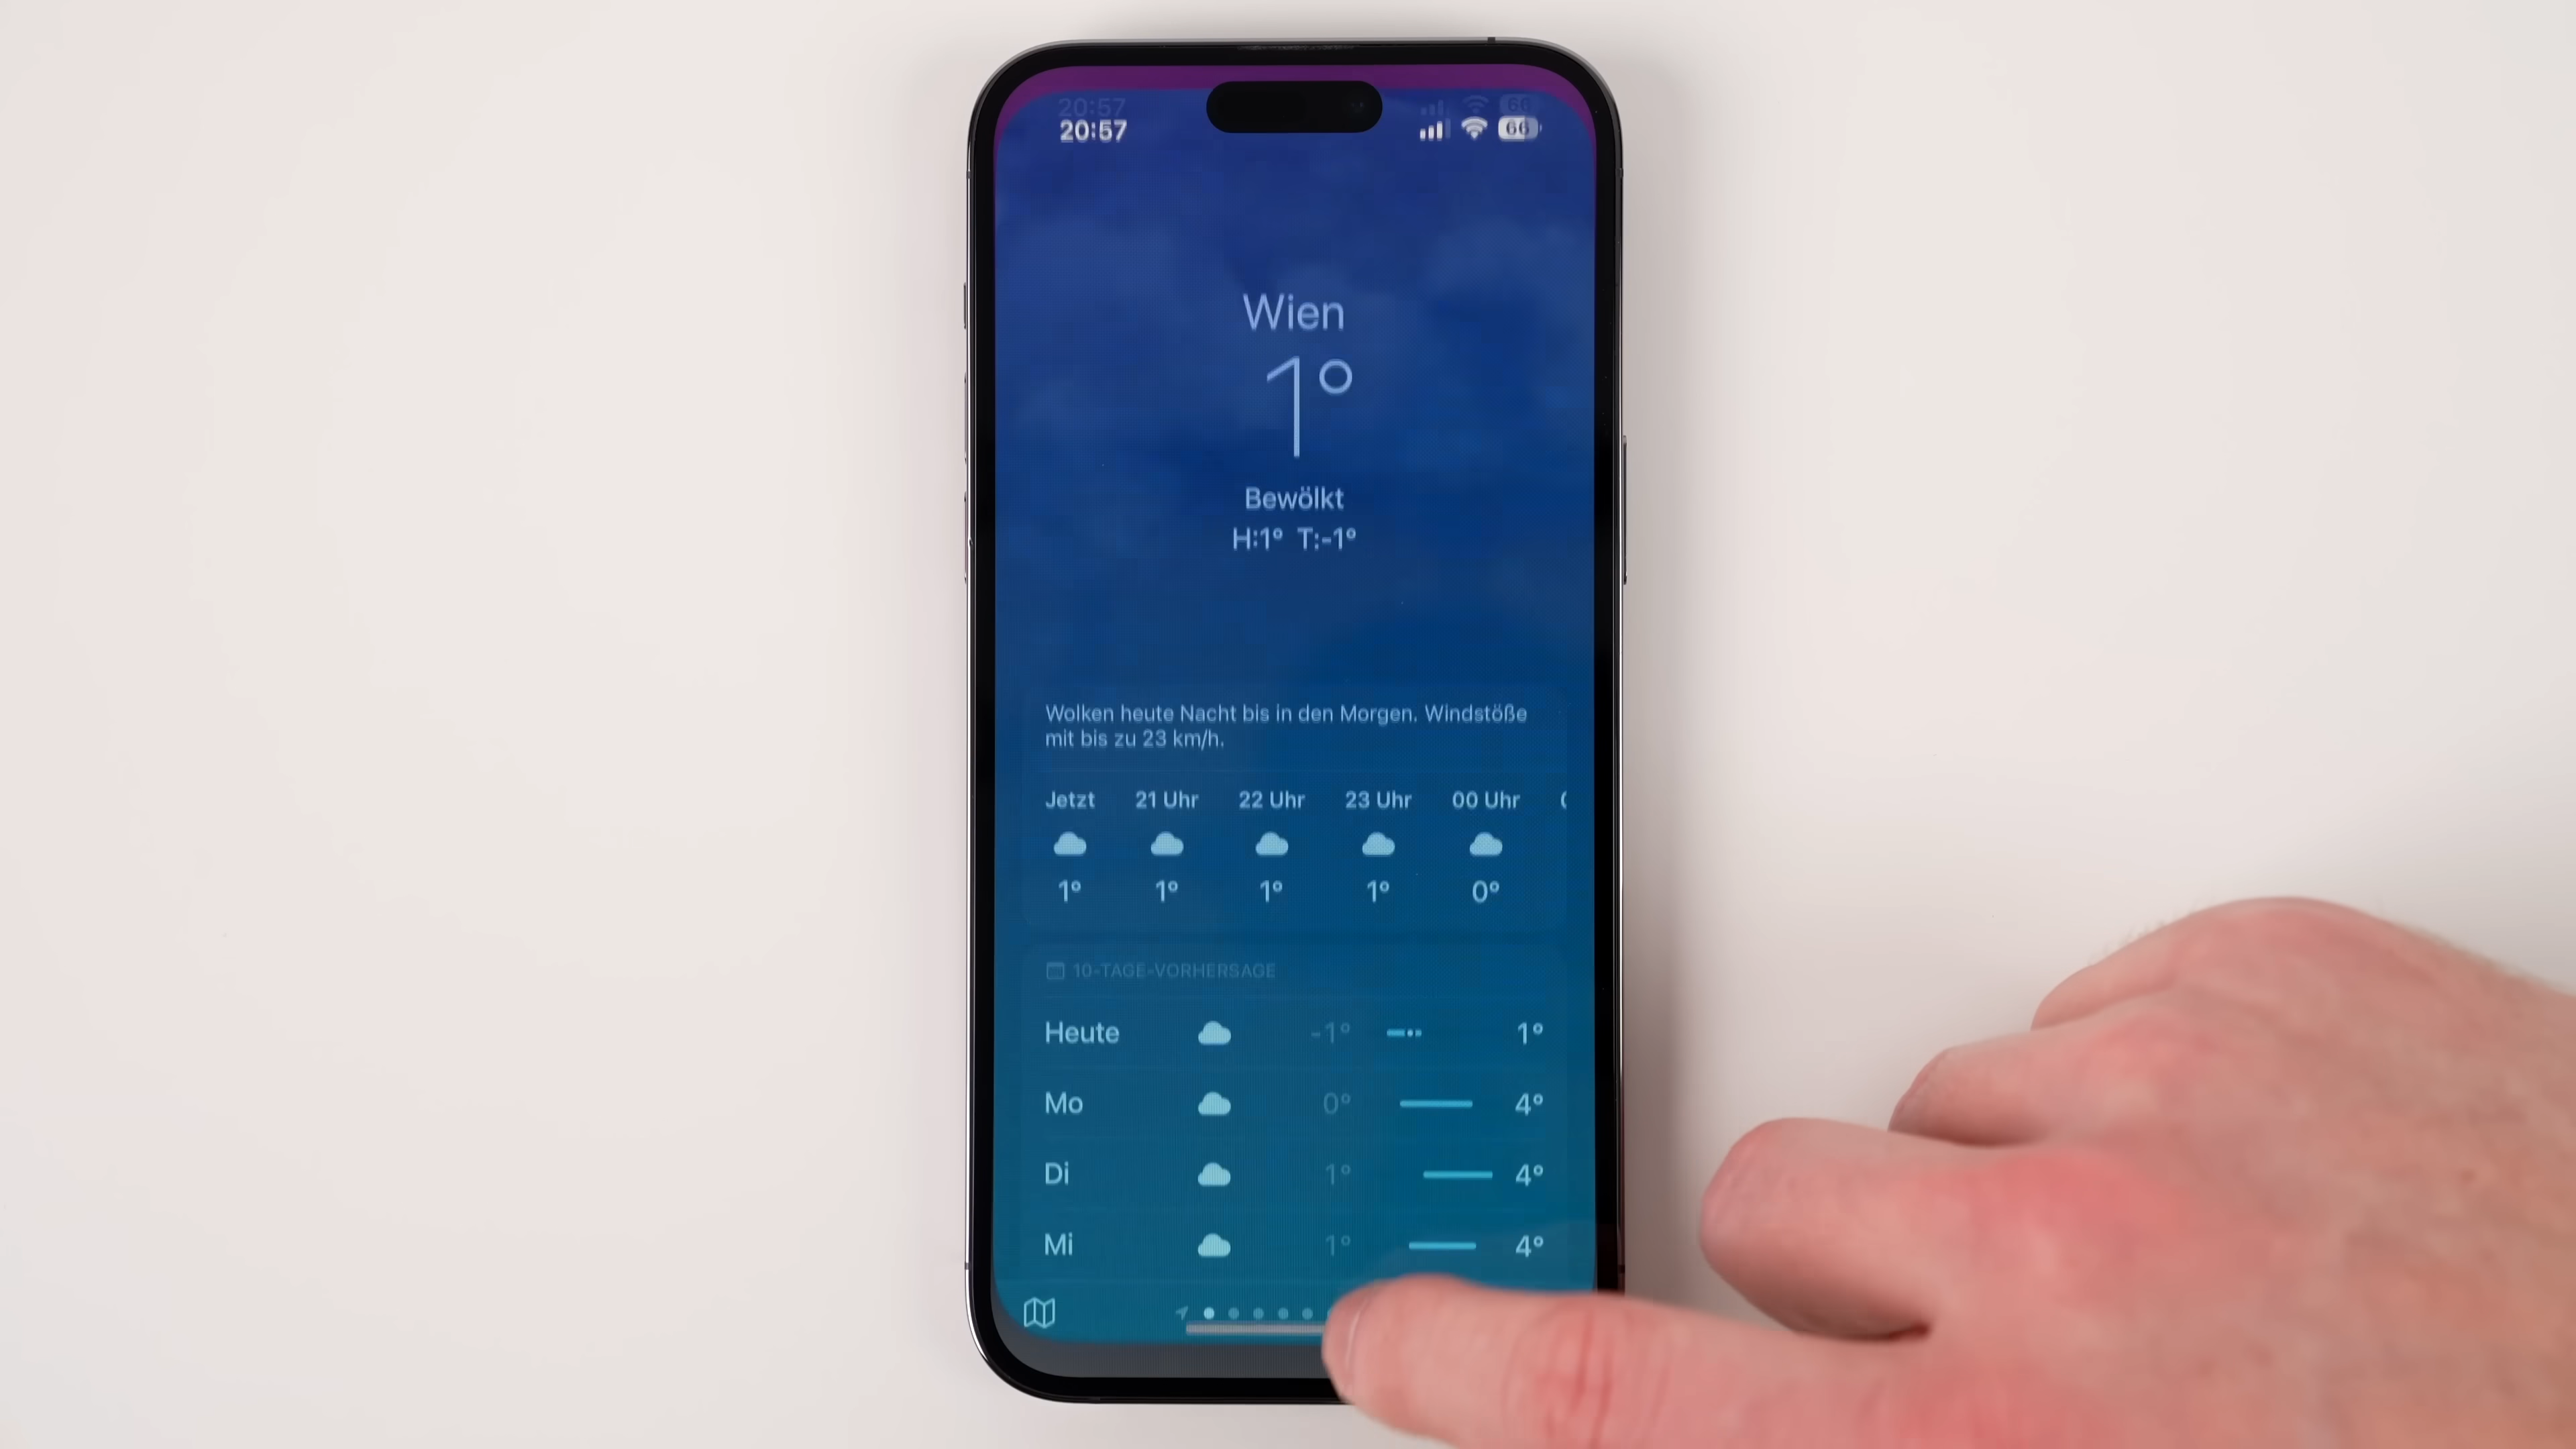 20:57
20:57 66
Wien
1°
Bewölkt
H:1° T:-1°
Wolken heute Nacht bis in den Morgen. Windstöße
mit bis zu 23 km/h.
Jetzt 21 Uhr 22 Uhr 23 Uhr 00 Uhr
1° 1° 1° 1° 0°
10-TAGE-VORHERSAGE
Heute -1° 1°
Mo 0° 4°
Di 1° 4°
Mi 1° 4°